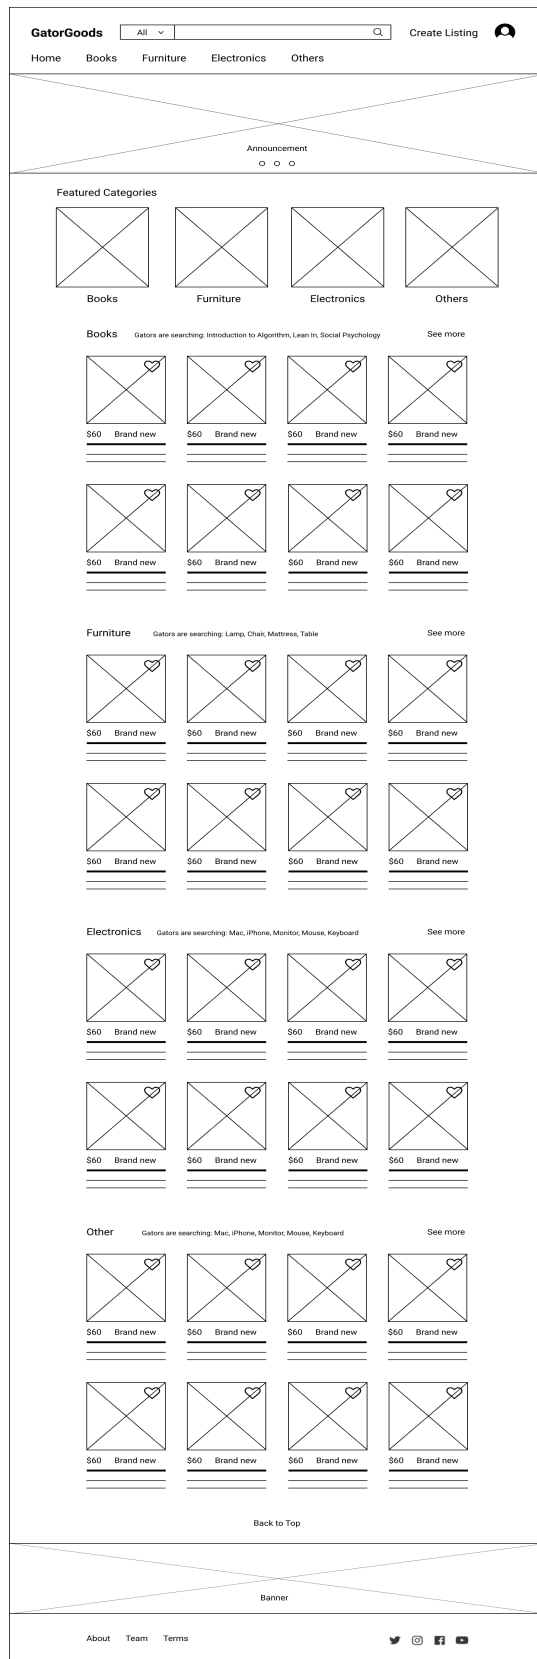 GatorGoods All Create Listing
Home Books Furniture Electronics Others
Announcement
Featured Categories
Books Furniture Electronics Others
Books Gators are searching: Introduction to Algorithm, Lean In, Social Psychology See more
$60 Brand new $60 Brand new $60 Brand new $60 Brand new
$60 Brand new $60 Brand new $60 Brand new $60 Brand new
Furniture Gators are searching: Lamp, Chair, Mattress, Table See more
$60 Brand new $60 Brand new $60 Brand new $60 Brand new
$60 Brand new $60 Brand new $60 Brand new $60 Brand new
Electronics Gators are searching: Mac, iPhone, Monitor, Mouse, Keyboard See more
$60 Brand new $60 Brand new $60 Brand new $60 Brand new
$60 Brand new $60 Brand new $60 Brand new $60 Brand new
Other Gators are searching: Mac, iPhone, Monitor, Mouse, Keyboard See more
$60 Brand new $60 Brand new $60 Brand new $60 Brand new
$60 Brand new $60 Brand new $60 Brand new $60 Brand new
Back to Top
Banner
About Team Terms